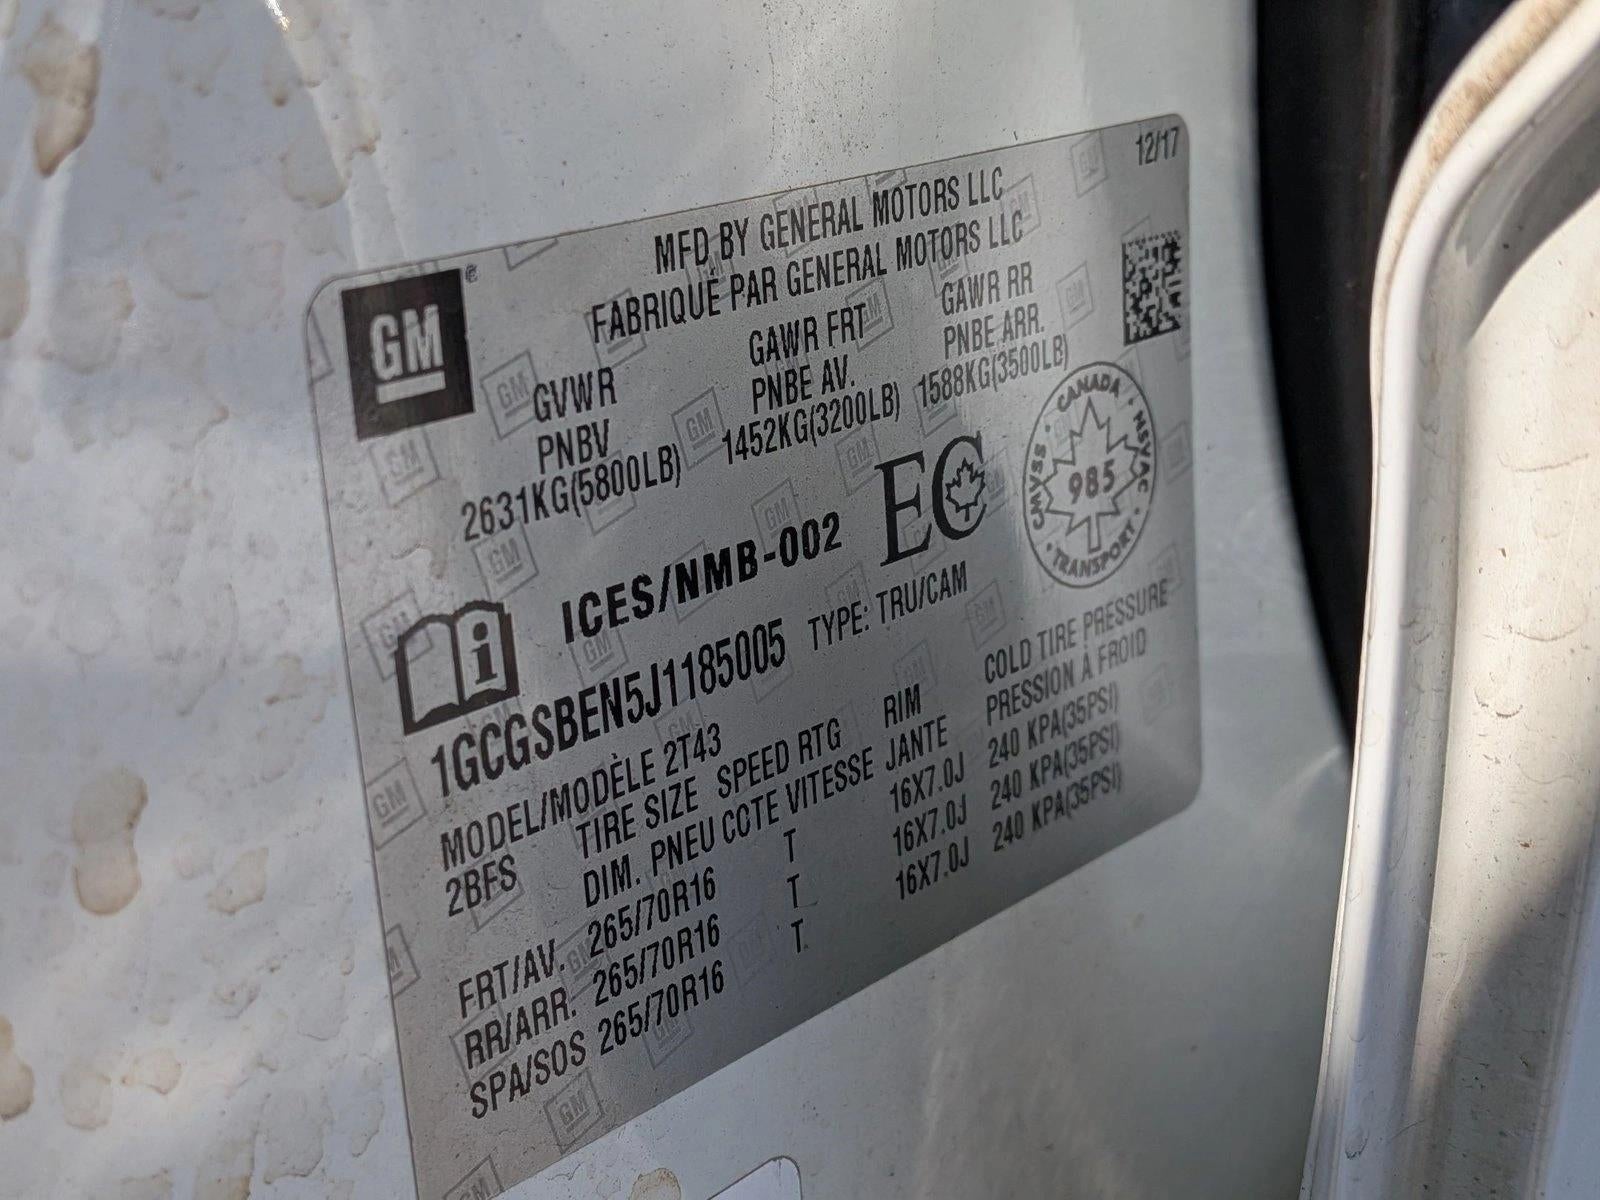 12/17
MFD BY GENERAL MOTORS LLC
FABRIQUÉ PAR GENERAL MOTORS LLC
GM
GVWR GAWR FRT GAWR RR
PNBV PNBE AV. PNBE ARR.
2631KG(5800LB) 1452KG(3200LB) 1588KG(3500LB)
ICES/NMB-002 EC
CANADA · NSVAC · TRANSPORT · CMVSS ·
985
i
1GCGSBEN5J1185005 TYPE: TRU/CAM
MODEL/MODÈLE 2T43
2BFS
TIRE SIZE SPEED RTG RIM COLD TIRE PRESSURE
DIM. PNEU COTE VITESSE JANTE PRESSION À FROID
FRT/AV. 265/70R16 T 16X7.0J 240 KPA(35PSI)
RR/ARR. 265/70R16 T 16X7.0J 240 KPA(35PSI)
SPA/SOS 265/70R16 T 16X7.0J 240 KPA(35PSI)